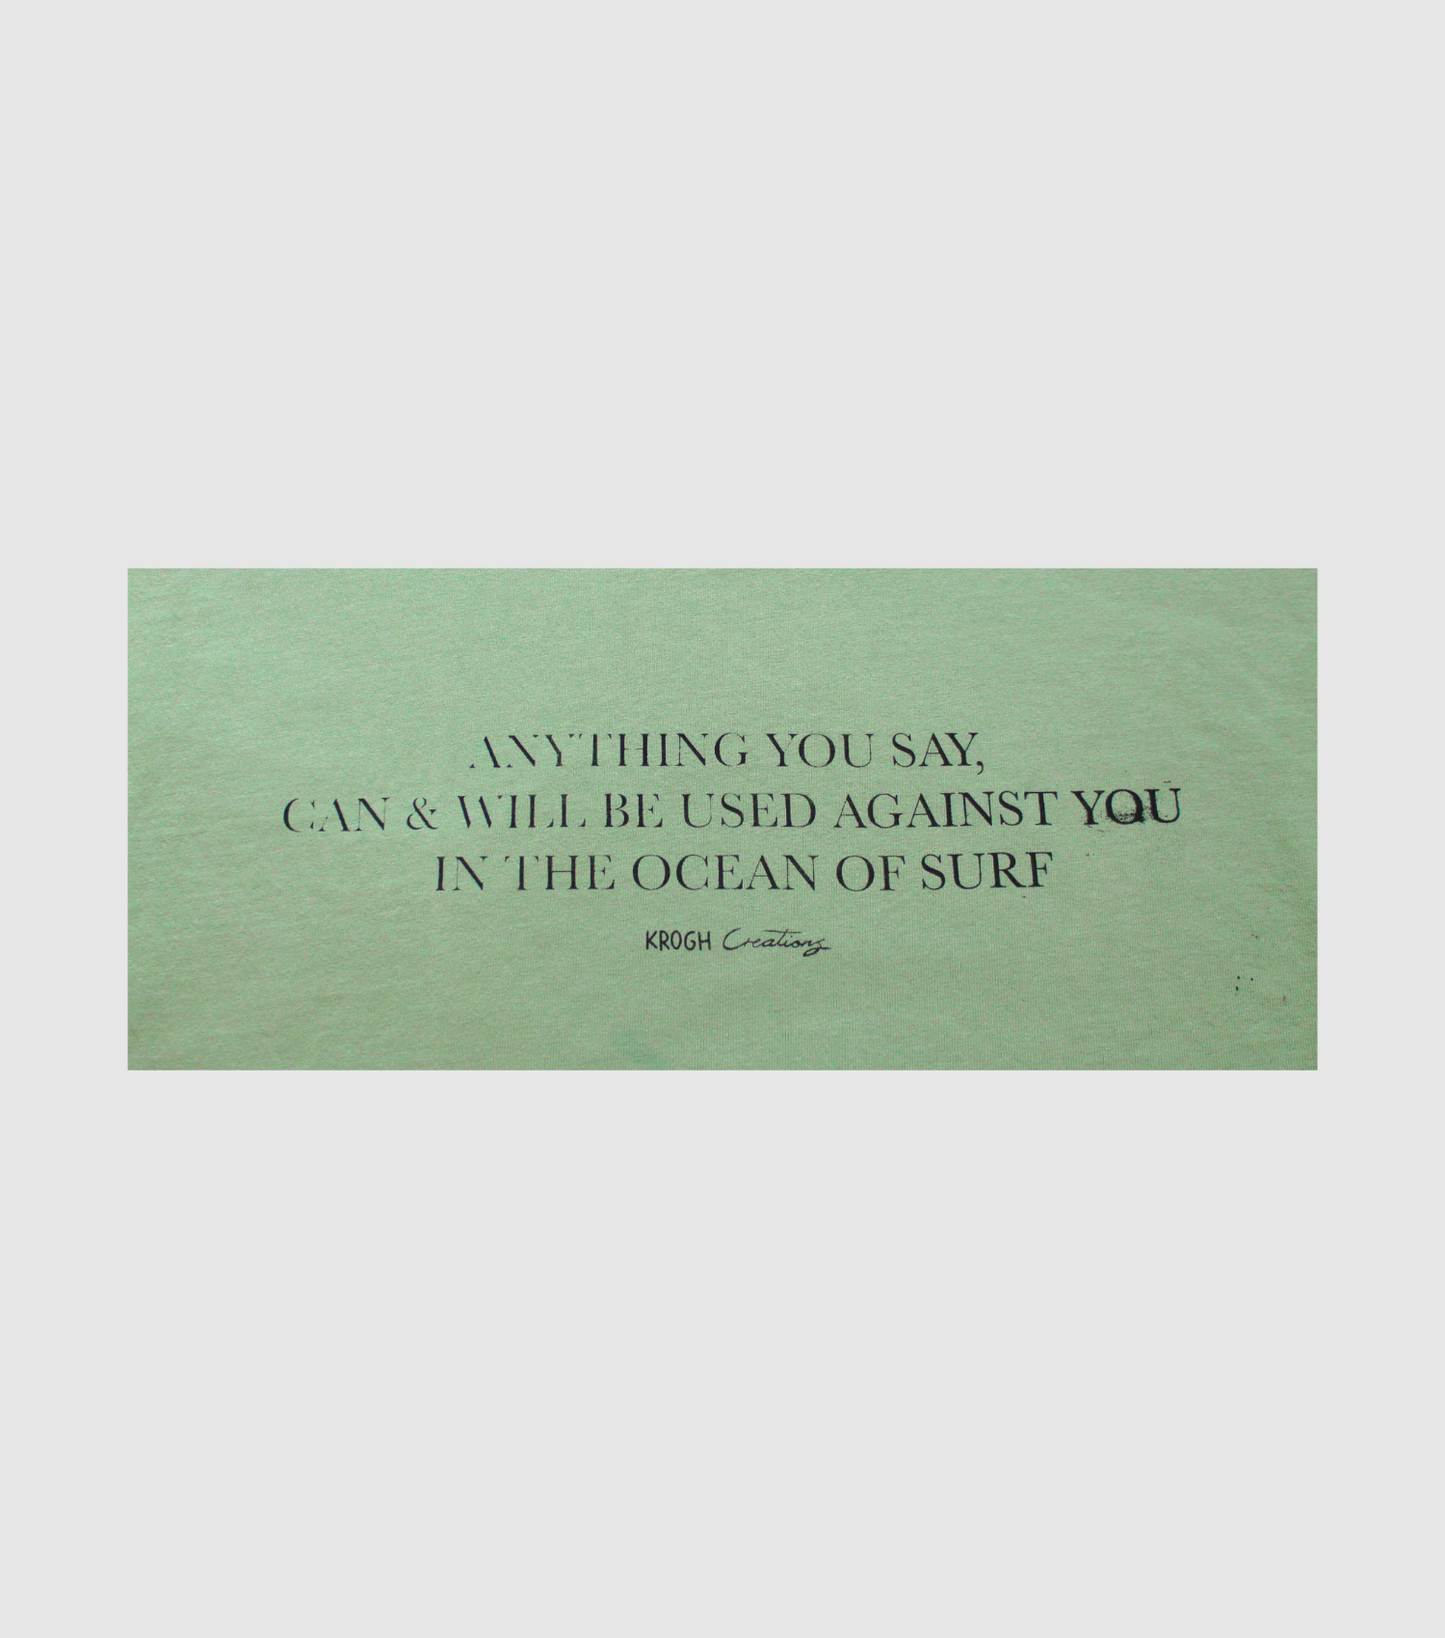 ANYTHING YOU SAY,
CAN & WILL BE USED AGAINST YOU
IN THE OCEAN OF SURF
KROGH Creations